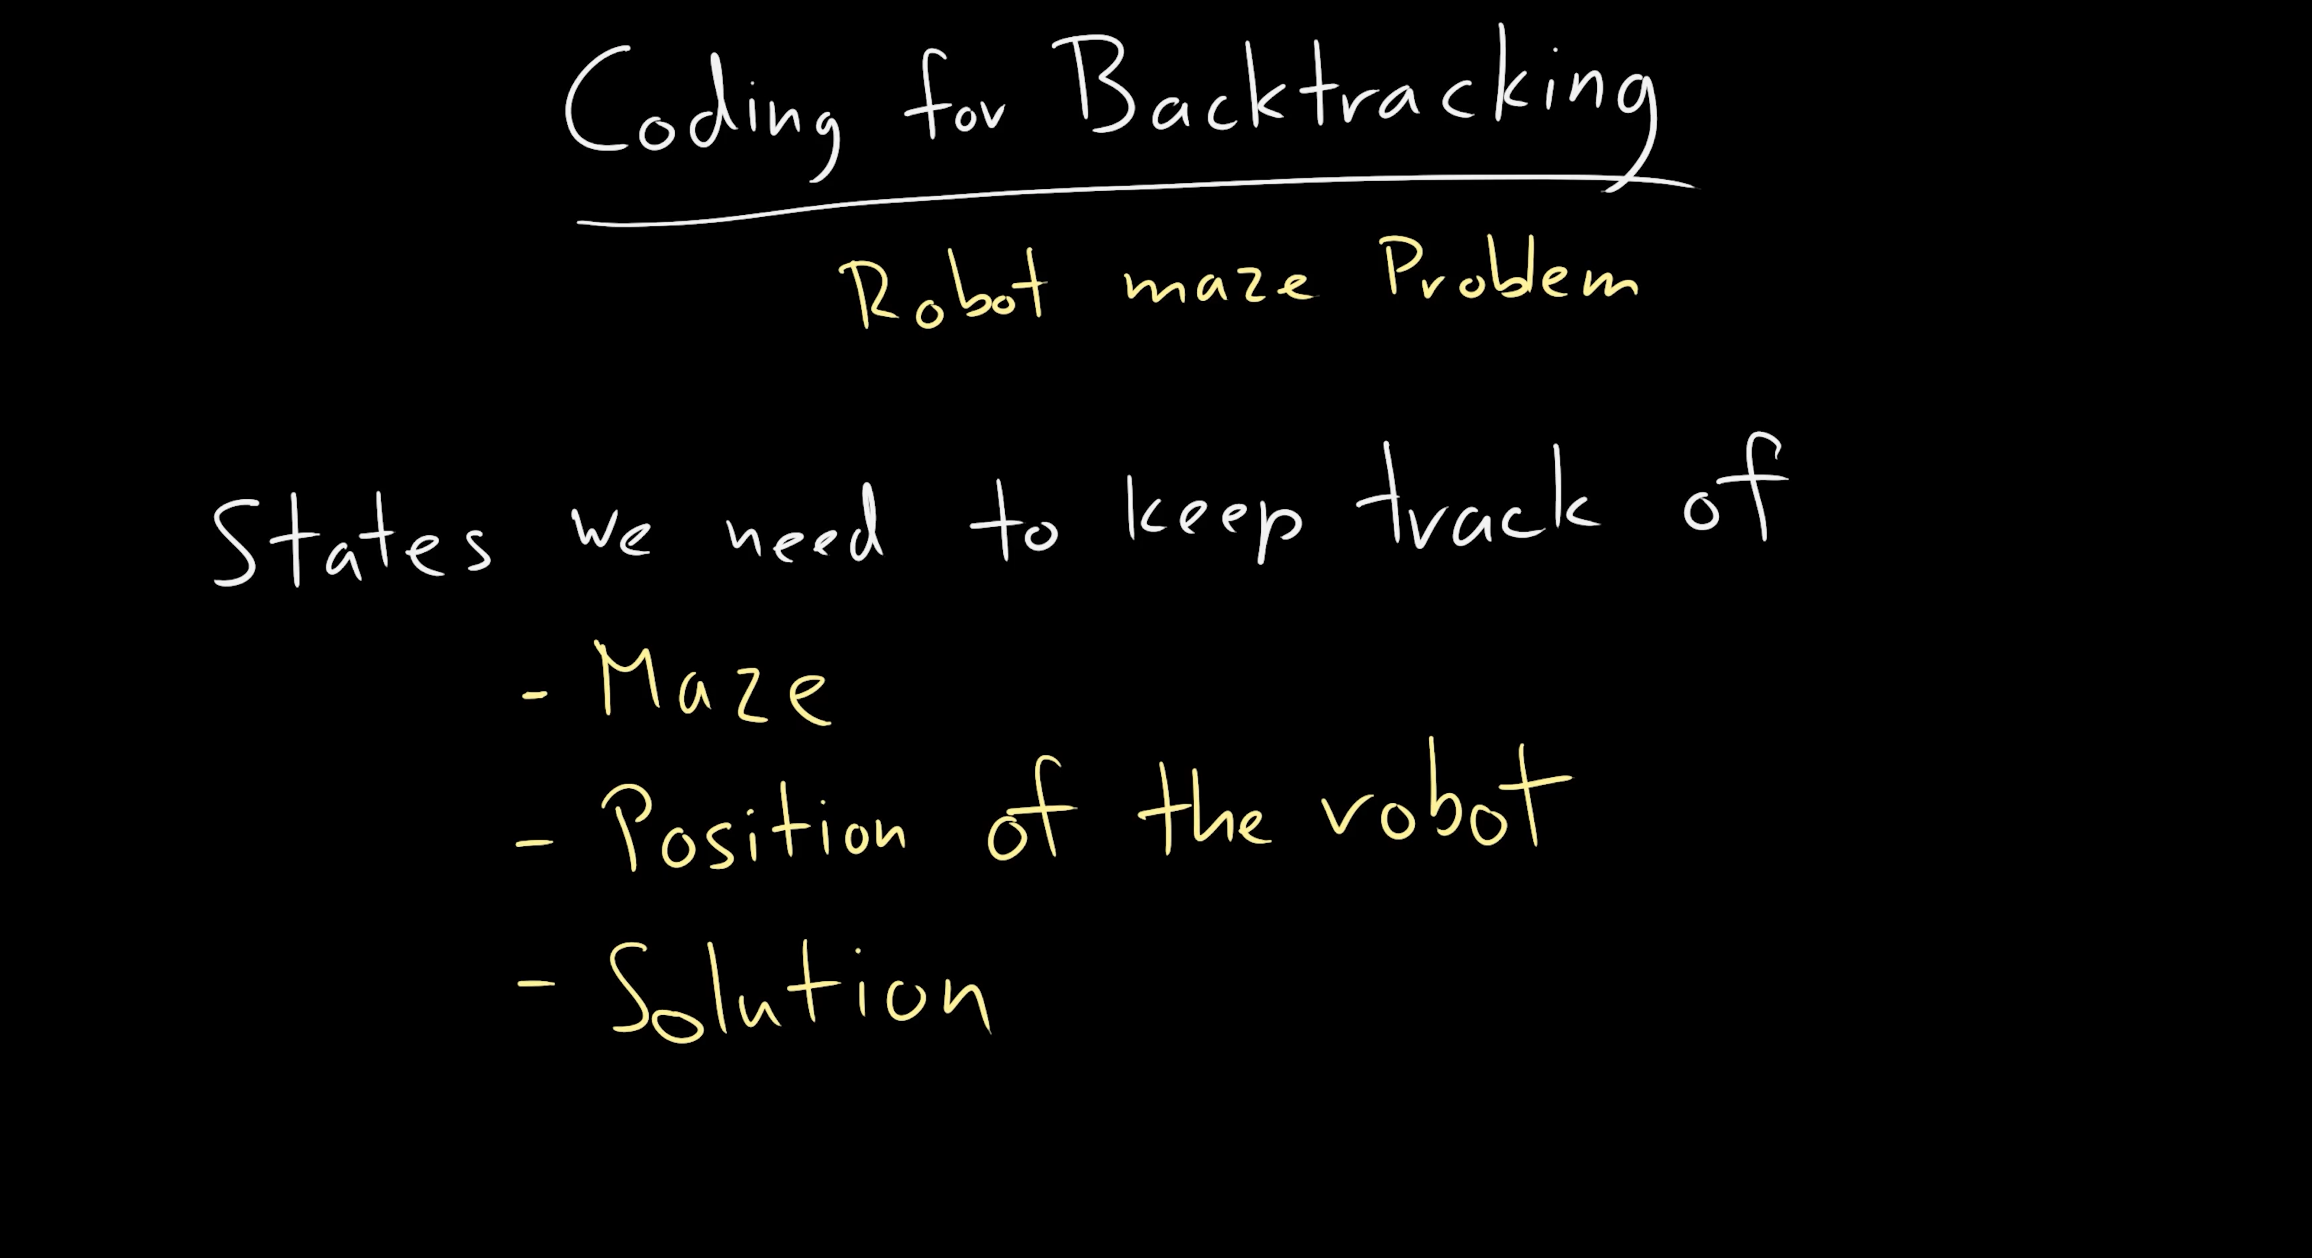 Coding for Backtracking
Robot maze Problem
States we need to keep track of
- Maze
- Position of the robot
- Solution